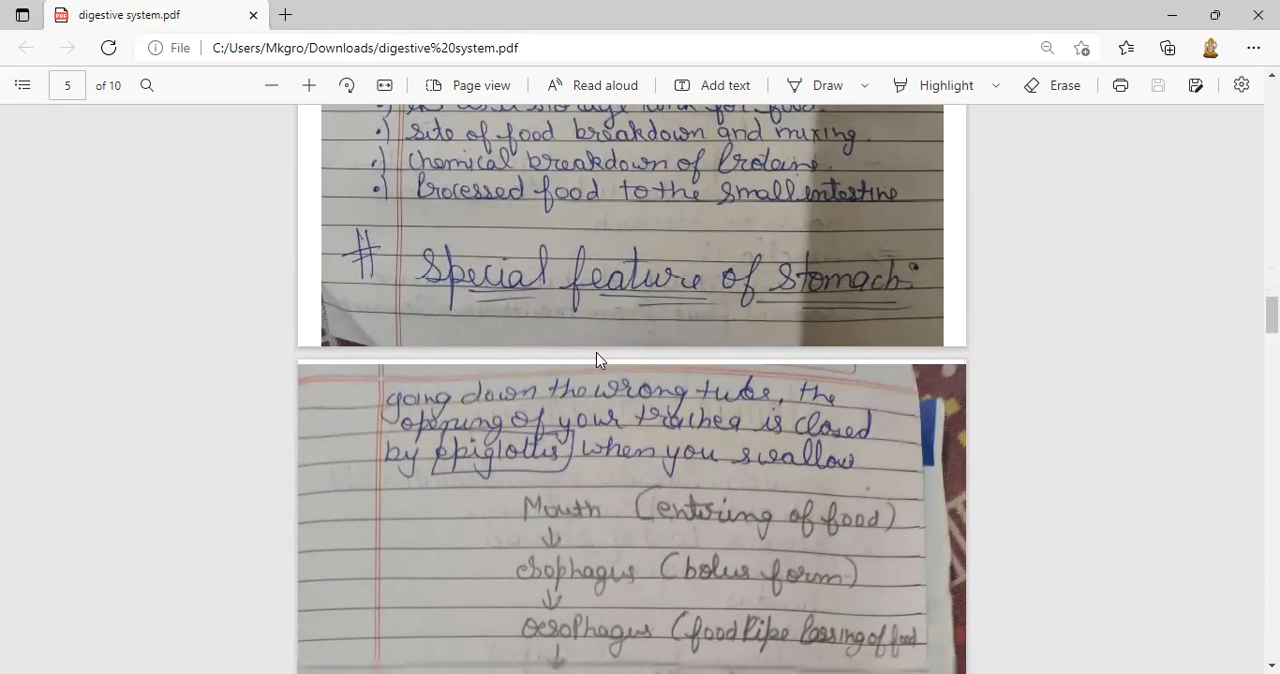 digestive system.pdf
File C:/Users/Mkgro/Downloads/digestive%20system.pdf
5 of 10 Page view Read aloud Add text Draw Highlight Erase
for food
•) site of food breakdown and mixing.
•) chemical breakdown of Protains.
•) Processed food to the small intestine
# Special feature of stomach:
going down the wrong tube, the
opening of your trachea is closed
by epiglottis when you swallow
Mouth (entiring of food)
↓
esophagus (bolus form)
↓
oesophagus (food Pipe Passing of food
↓